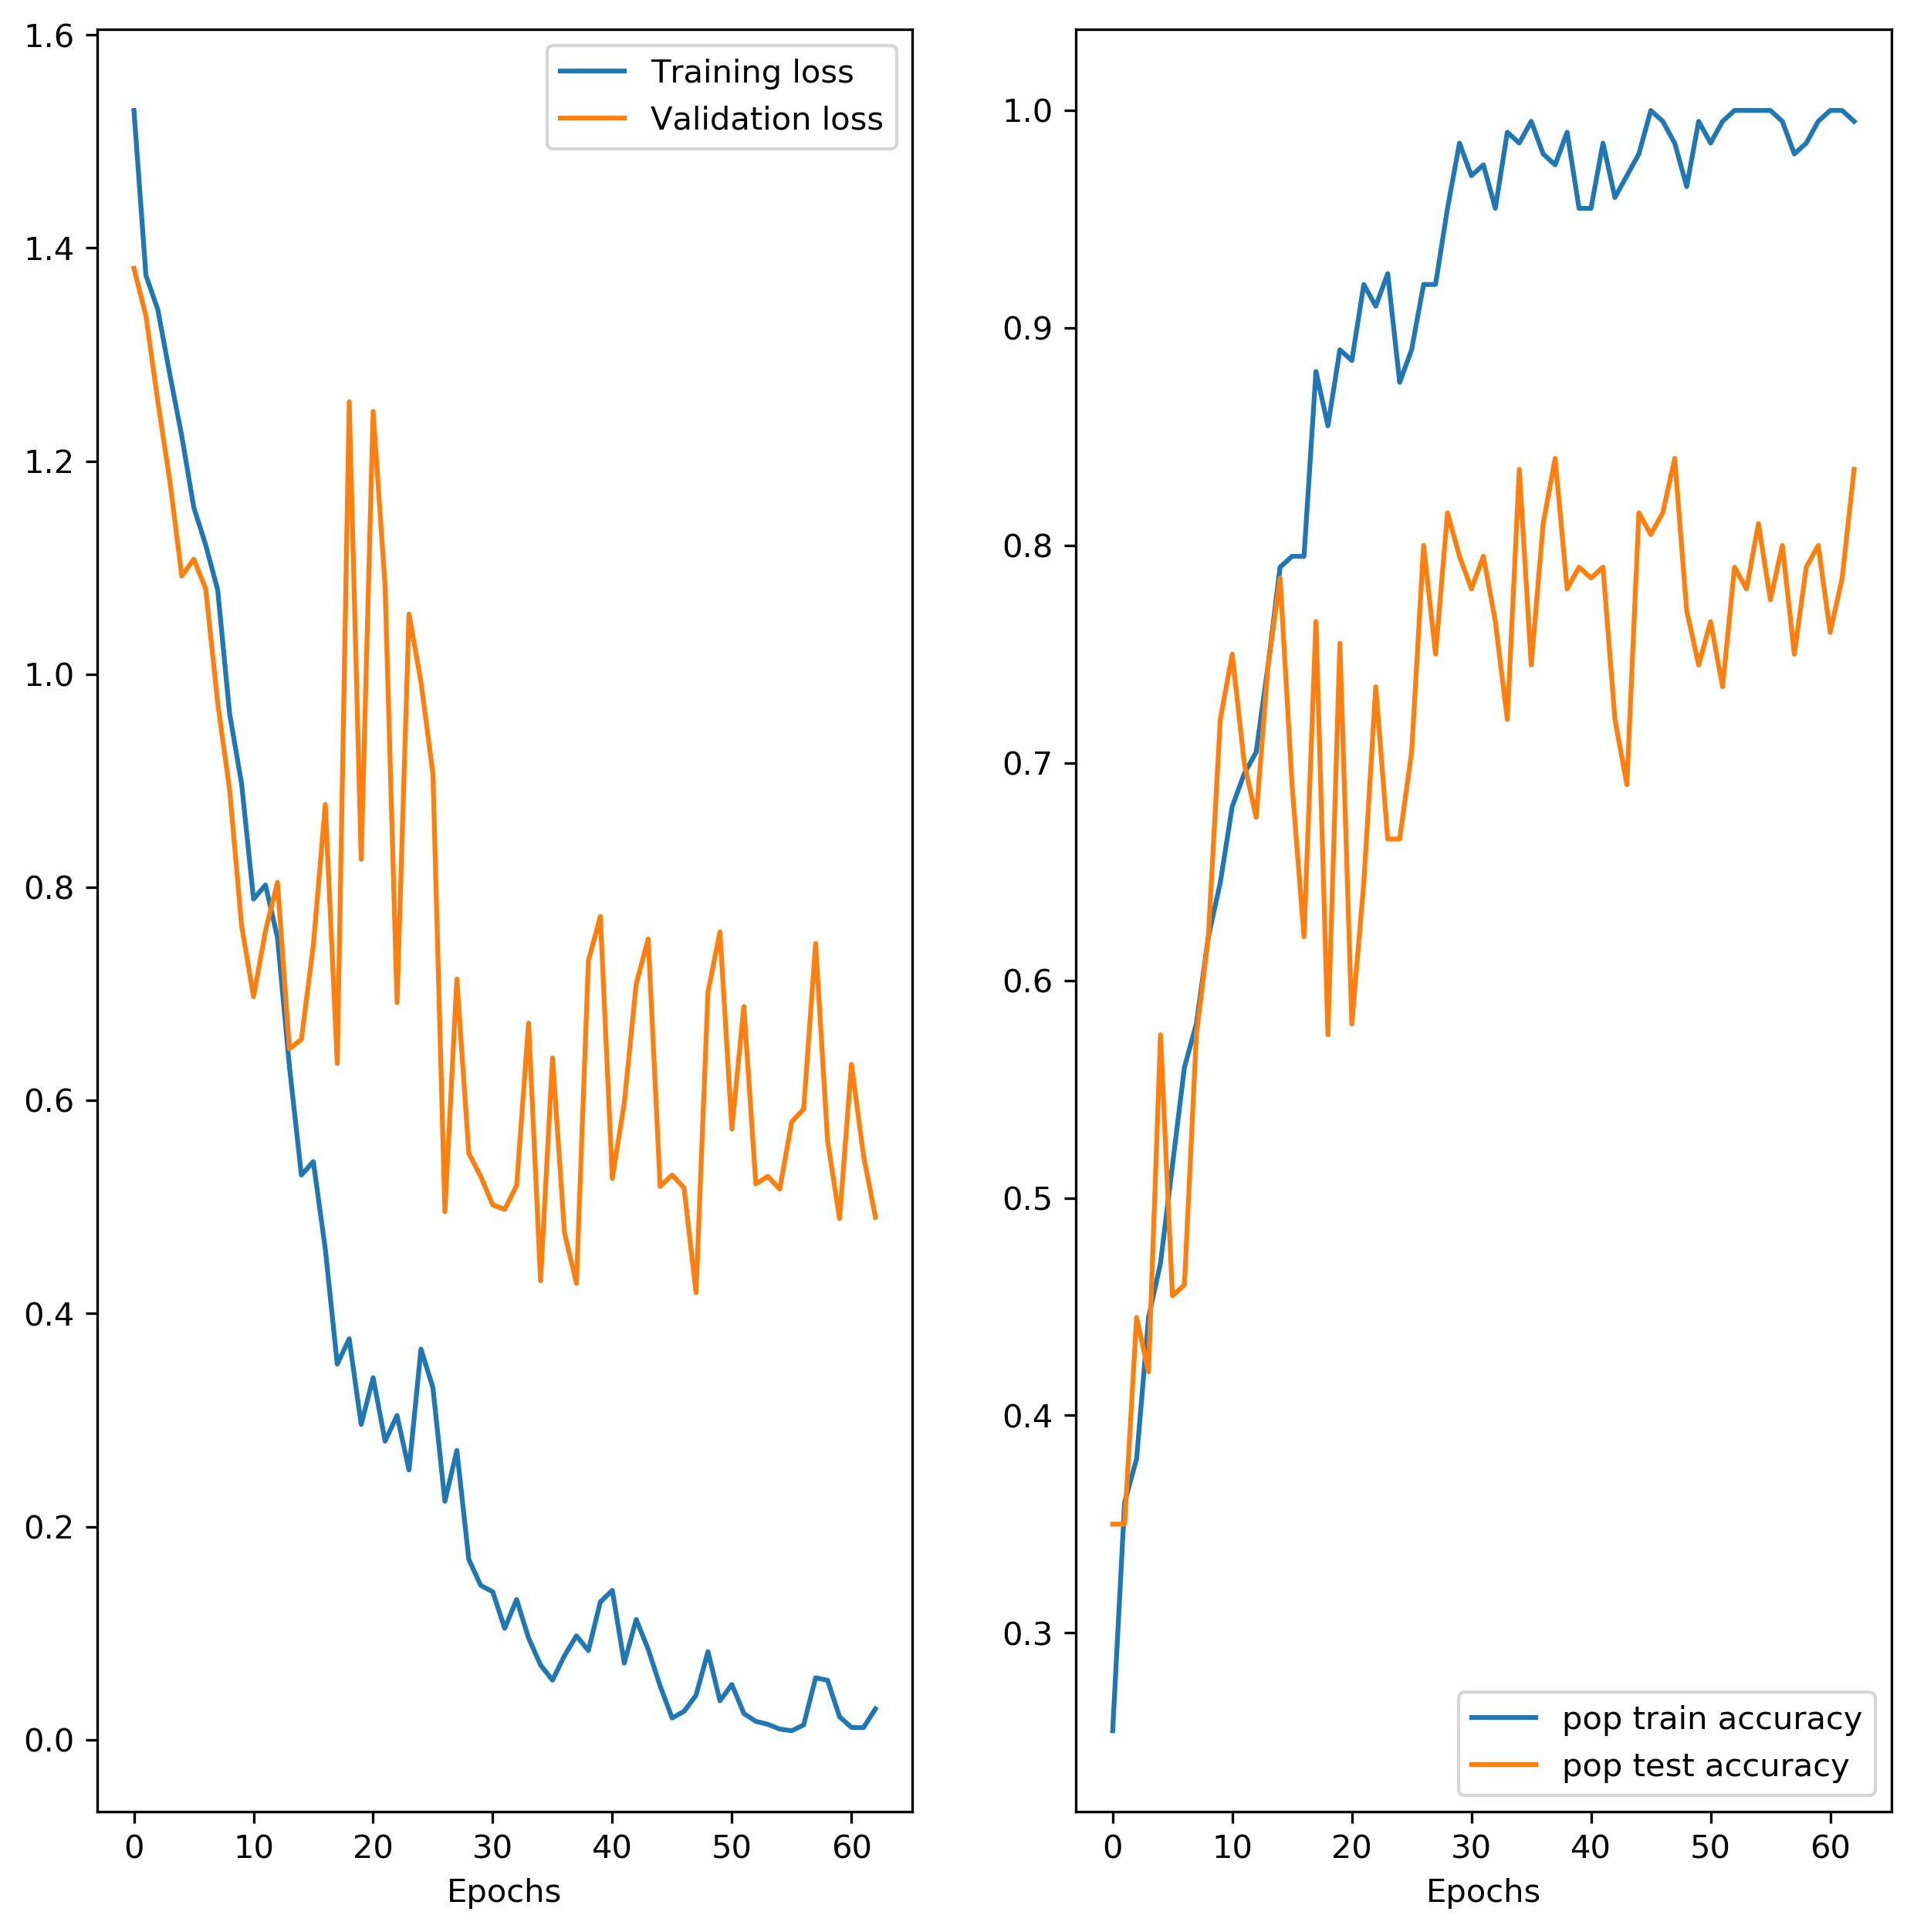 1.6
1.4
1.2
1.0
0.8
0.6
0.4
0.2
0.0
0 10 20 30 40 50 60
Epochs
Training loss
Validation loss
1.0
0.9
0.8
0.7
0.6
0.5
0.4
0.3
0 10 20 30 40 50 60
Epochs
pop train accuracy
pop test accuracy